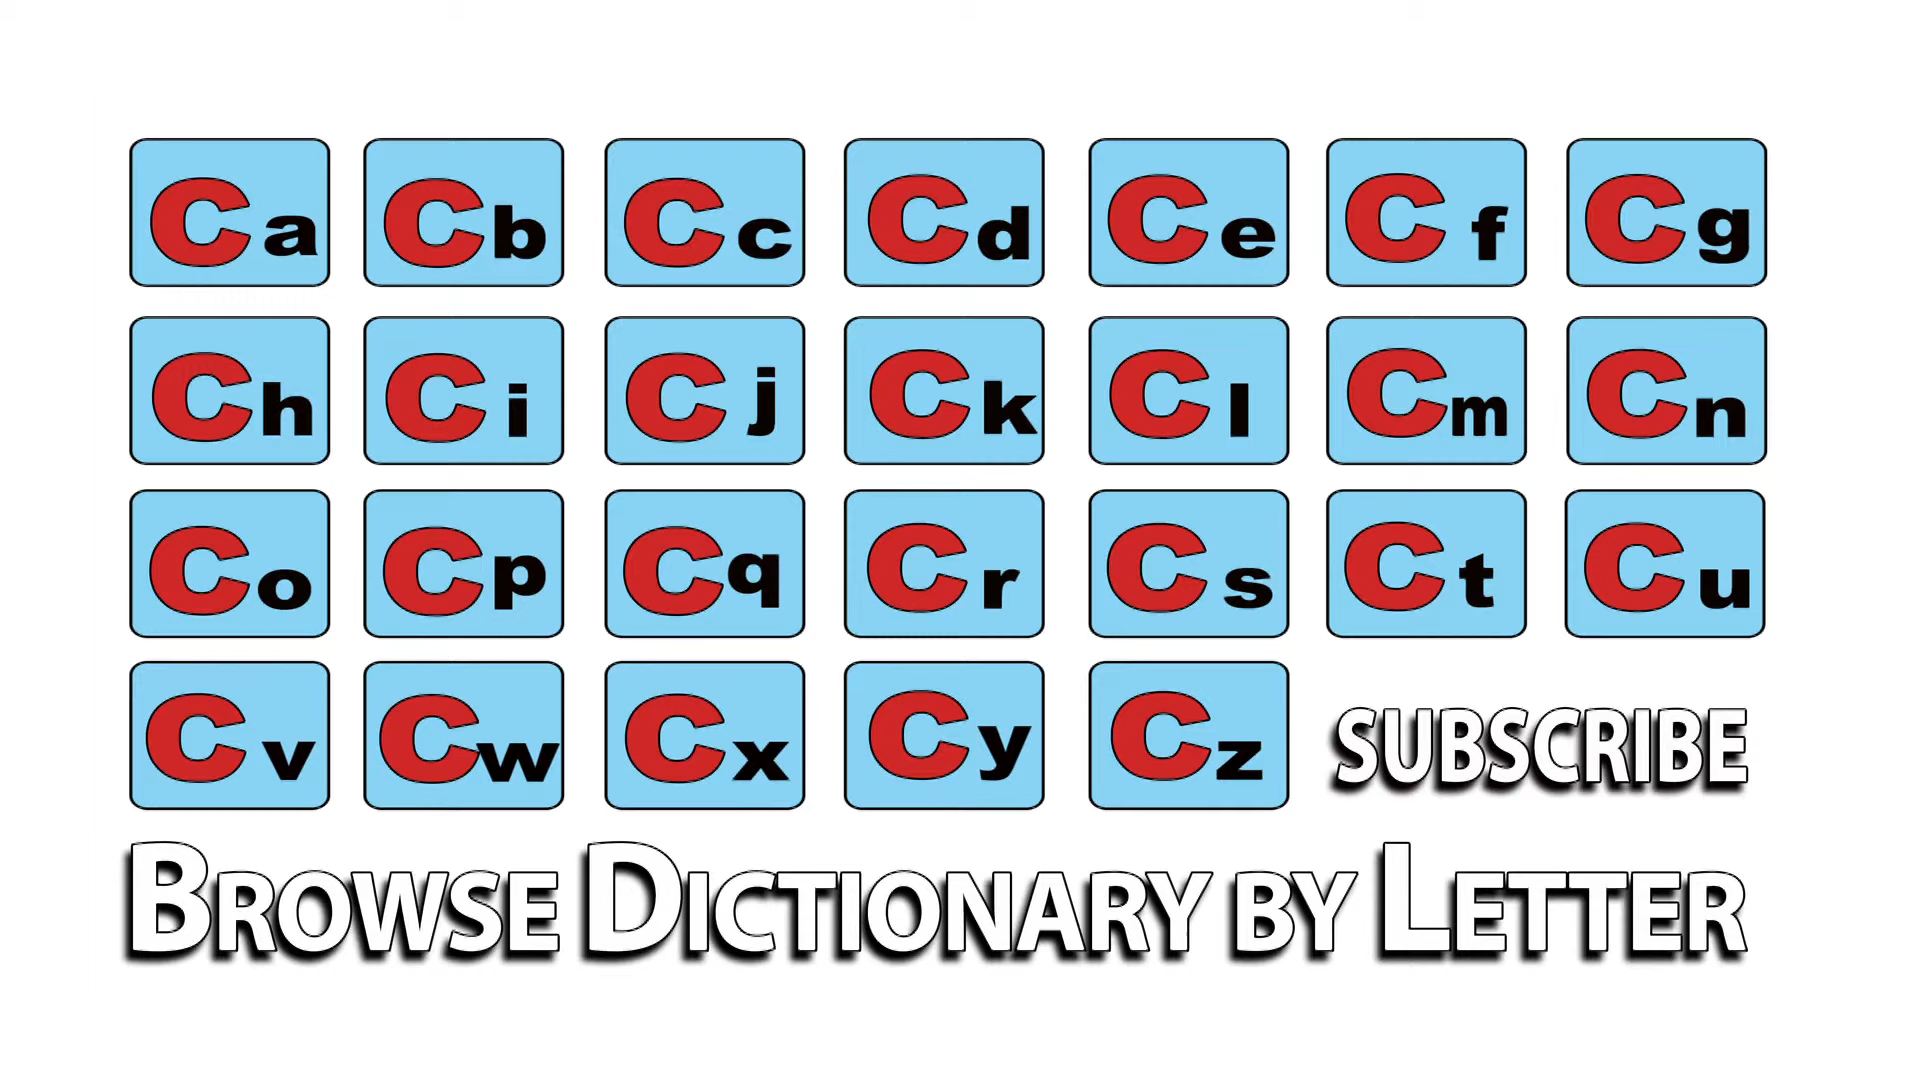 Ca Cb Cc Cd Ce Cf Cg
Ch Ci Cj Ck Cl Cm Cn
Co Cp Cq Cr Cs Ct Cu
Cv Cw Cx Cy Cz SUBSCRIBE
BROWSE DICTIONARY BY LETTER